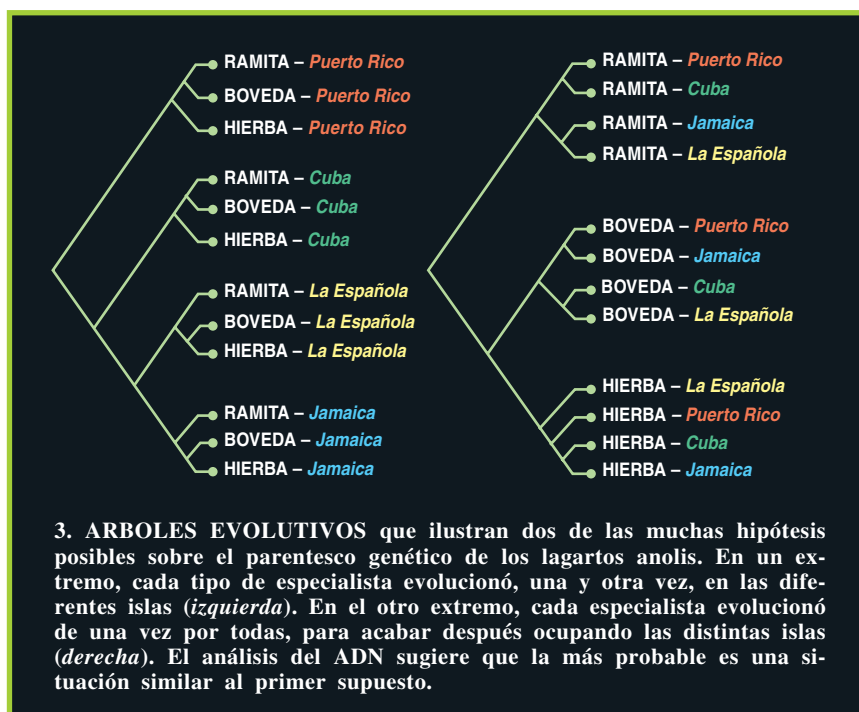 RAMITA – Puerto Rico
BOVEDA – Puerto Rico
HIERBA – Puerto Rico
RAMITA – Cuba
BOVEDA – Cuba
HIERBA – Cuba
RAMITA – La Española
BOVEDA – La Española
HIERBA – La Española
RAMITA – Jamaica
BOVEDA – Jamaica
HIERBA – Jamaica
RAMITA – Puerto Rico
RAMITA – Cuba
RAMITA – Jamaica
RAMITA – La Española
BOVEDA – Puerto Rico
BOVEDA – Jamaica
BOVEDA – Cuba
BOVEDA – La Española
HIERBA – La Española
HIERBA – Puerto Rico
HIERBA – Cuba
HIERBA – Jamaica
3. ARBOLES EVOLUTIVOS que ilustran dos de las muchas hipótesis
posibles sobre el parentesco genético de los lagartos anolis. En un ex-
tremo, cada tipo de especialista evolucionó, una y otra vez, en las dife-
rentes islas (izquierda). En el otro extremo, cada especialista evolucionó
de una vez por todas, para acabar después ocupando las distintas islas
(derecha). El análisis del ADN sugiere que la más probable es una si-
tuación similar al primer supuesto.